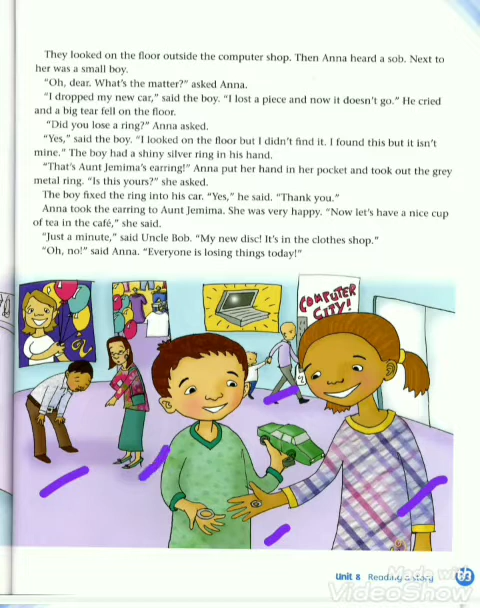 They looked on the floor outside the computer shop. Then Anna heard a sob. Next to
her was a small boy.
"Oh, dear. What's the matter?" asked Anna.
"I dropped my new car," said the boy. "I lost a piece and now it doesn't go." He cried
and a big tear fell on the floor.
"Did you lose a ring?" Anna asked.
"Yes," said the boy. "I looked on the floor but I didn't find it. I found this but it isn't
mine." The boy had a shiny silver ring in his hand.
"That's Aunt Jemima's earring!" Anna put her hand in her pocket and took out the grey
metal ring. "Is this yours?" she asked.
The boy fixed the ring into his car. "Yes," he said. "Thank you."
Anna took the earring to Aunt Jemima. She was very happy. "Now let's have a nice cup
of tea in the café," she said.
"Just a minute," said Uncle Bob. "My new disc! It's in the clothes shop."
"Oh, no!" said Anna. "Everyone is losing things today!"
COMPUTER
CITY!
Unit 8 Reading: a story
Made with
VideoShow